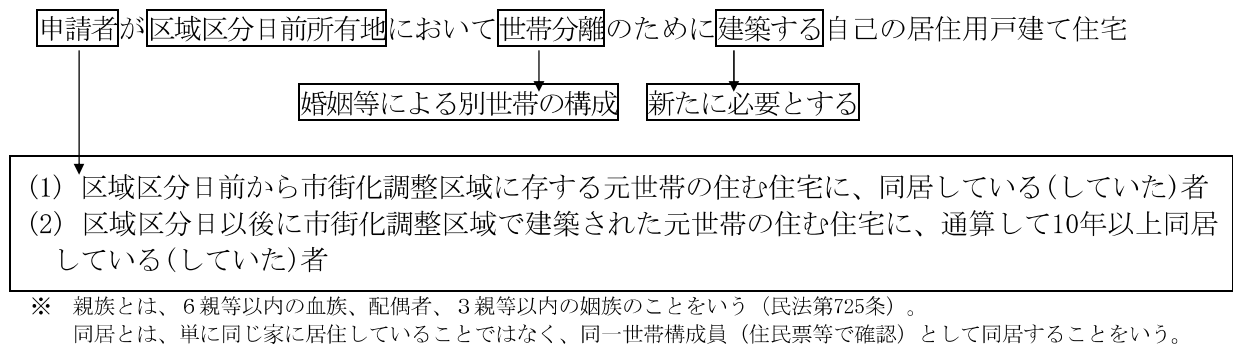 申請者が区域区分日前所有地において世帯分離のために建築する自己の居住用戸建て住宅
婚姻等による別世帯の構成 新たに必要とする
(1) 区域区分日前から市街化調整区域に存する元世帯の住む住宅に、同居している(していた)者
(2) 区域区分日以後に市街化調整区域で建築された元世帯の住む住宅に、通算して10年以上同居
している(していた)者
※ 親族とは、６親等以内の血族、配偶者、３親等以内の姻族のことをいう（民法第725条）。
同居とは、単に同じ家に居住していることではなく、同一世帯構成員（住民票等で確認）として同居することをいう。